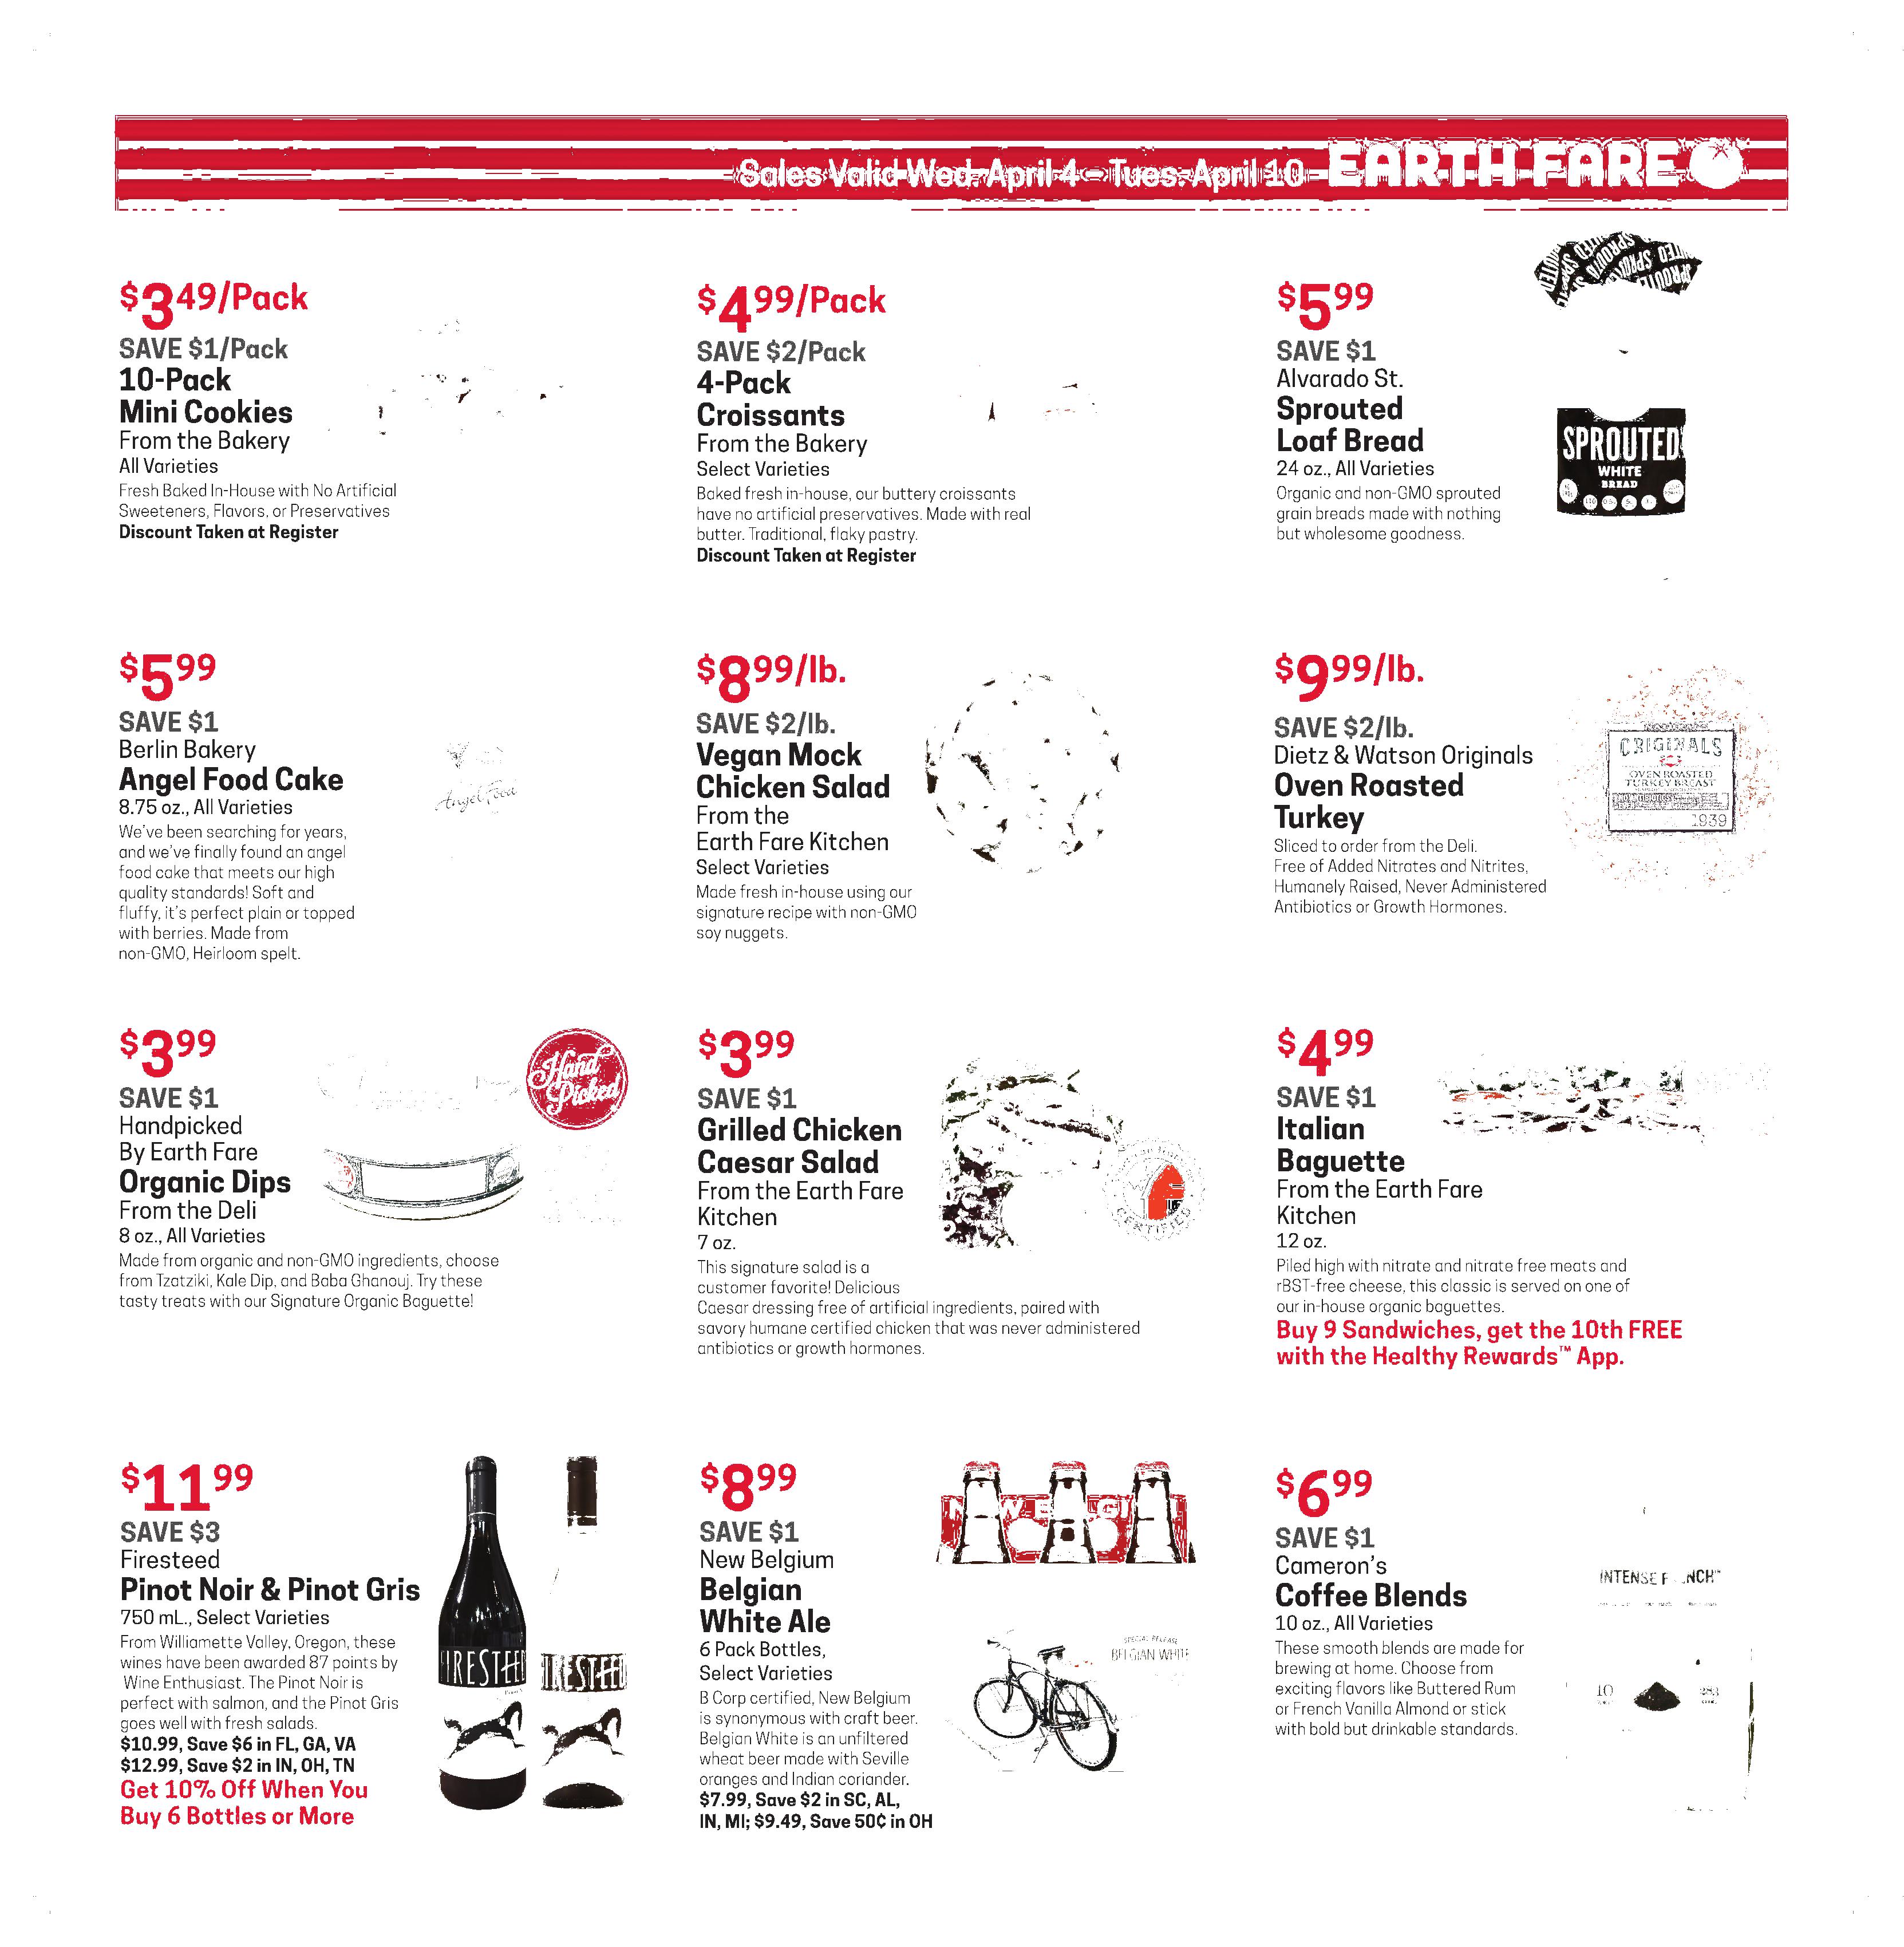 Sales Valid Wed. April 4 – Tues. April 10 EARTH FARE
$3 49/Pack
SAVE $1/Pack
10-Pack
Mini Cookies
From the Bakery
All Varieties
Fresh Baked In-House with No Artificial
Sweeteners, Flavors, or Preservatives
Discount Taken at Register
$4 99/Pack
SAVE $2/Pack
4-Pack
Croissants
From the Bakery
Select Varieties
Baked fresh in-house, our buttery croissants
have no artificial preservatives. Made with real
butter. Traditional, flaky pastry.
Discount Taken at Register
$5 99
SAVE $1
Alvarado St.
Sprouted
Loaf Bread
24 oz., All Varieties
Organic and non-GMO sprouted
grain breads made with nothing
but wholesome goodness.
SPROUTED
WHITE
BREAD
$5 99
SAVE $1
Berlin Bakery
Angel Food Cake
8.75 oz., All Varieties
We've been searching for years,
and we've finally found an angel
food cake that meets our high
quality standards! Soft and
fluffy, it's perfect plain or topped
with berries. Made from
non-GMO, Heirloom spelt.
Angel Food
$8 99/lb.
SAVE $2/lb.
Vegan Mock
Chicken Salad
From the
Earth Fare Kitchen
Select Varieties
Made fresh in-house using our
signature recipe with non-GMO
soy nuggets.
$9 99/lb.
SAVE $2/lb.
Dietz & Watson Originals
Oven Roasted
Turkey
Sliced to order from the Deli.
Free of Added Nitrates and Nitrites,
Humanely Raised, Never Administered
Antibiotics or Growth Hormones.
ORIGINALS
OVEN ROASTED
TURKEY BREAST
1939
$3 99
SAVE $1
Handpicked
By Earth Fare
Organic Dips
From the Deli
8 oz., All Varieties
Made from organic and non-GMO ingredients, choose
from Tzatziki, Kale Dip, and Baba Ghanouj. Try these
tasty treats with our Signature Organic Baguette!
Hand
Picked
$3 99
SAVE $1
Grilled Chicken
Caesar Salad
From the Earth Fare
Kitchen
7 oz.
This signature salad is a
customer favorite! Delicious
Caesar dressing free of artificial ingredients, paired with
savory humane certified chicken that was never administered
antibiotics or growth hormones.
CERTIFIED
$4 99
SAVE $1
Italian
Baguette
From the Earth Fare
Kitchen
12 oz.
Piled high with nitrate and nitrate free meats and
rBST-free cheese, this classic is served on one of
our in-house organic baguettes.
Buy 9 Sandwiches, get the 10th FREE
with the Healthy Rewards™ App.
$11 99
SAVE $3
Firesteed
Pinot Noir & Pinot Gris
750 mL., Select Varieties
From Williamette Valley, Oregon, these
wines have been awarded 87 points by
Wine Enthusiast. The Pinot Noir is
perfect with salmon, and the Pinot Gris
goes well with fresh salads.
$10.99, Save $6 in FL, GA, VA
$12.99, Save $2 in IN, OH, TN
Get 10% Off When You
Buy 6 Bottles or More
FIRESTEED
FIRESTEED
$8 99
SAVE $1
New Belgium
Belgian
White Ale
6 Pack Bottles,
Select Varieties
B Corp certified, New Belgium
is synonymous with craft beer.
Belgian White is an unfiltered
wheat beer made with Seville
oranges and Indian coriander.
$7.99, Save $2 in SC, AL,
IN, MI; $9.49, Save 50¢ in OH
SPECIAL RELEASE
BELGIAN WHITE
$6 99
SAVE $1
Cameron's
Coffee Blends
10 oz., All Varieties
These smooth blends are made for
brewing at home. Choose from
exciting flavors like Buttered Rum
or French Vanilla Almond or stick
with bold but drinkable standards.
INTENSE
10
283